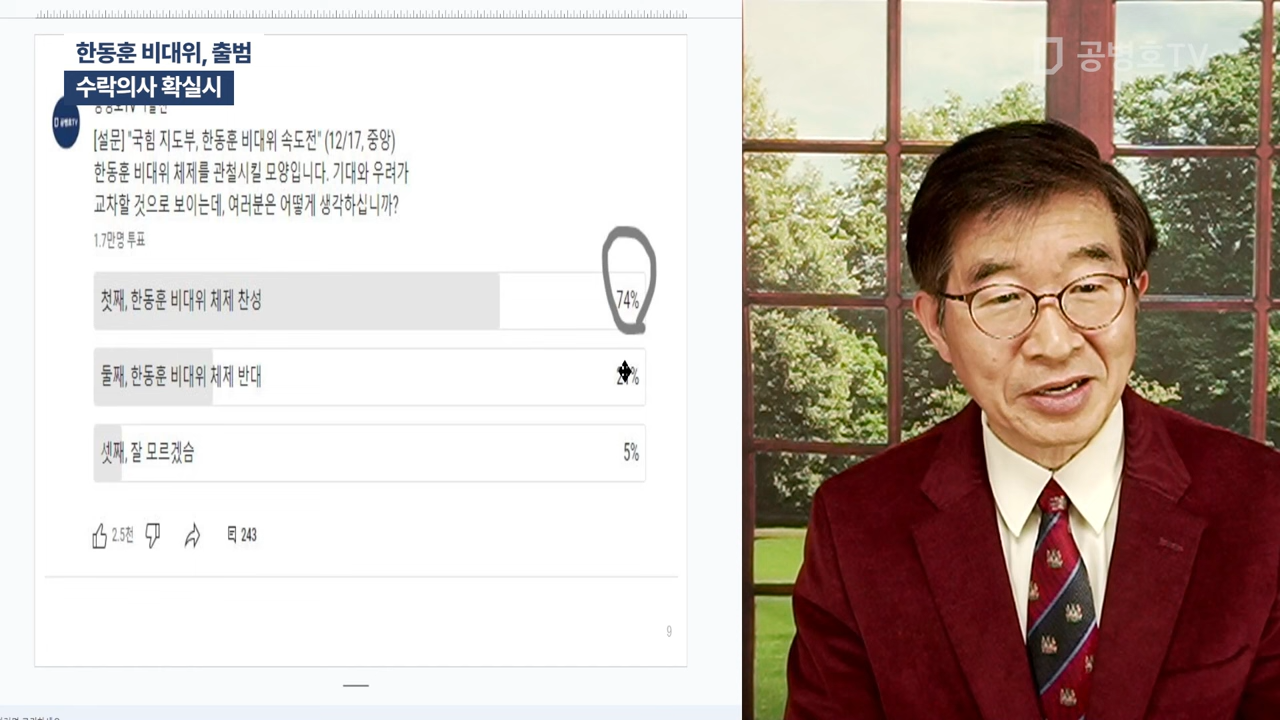 한동훈 비대위, 출범
수락의사 확실시
공병호TV
[설문] "국힘 지도부, 한동훈 비대위 속도전" (12/17, 중앙)
한동훈 비대위 체제를 관철시킬 모양입니다. 기대와 우려가
교차할 것으로 보이는데, 여러분은 어떻게 생각하십니까?
1.7만명 투표
첫째, 한동훈 비대위 체제 찬성
74%
둘째, 한동훈 비대위 체제 반대
셋째, 잘 모르겠슴
5%
2.5천
243
9
공병호TV